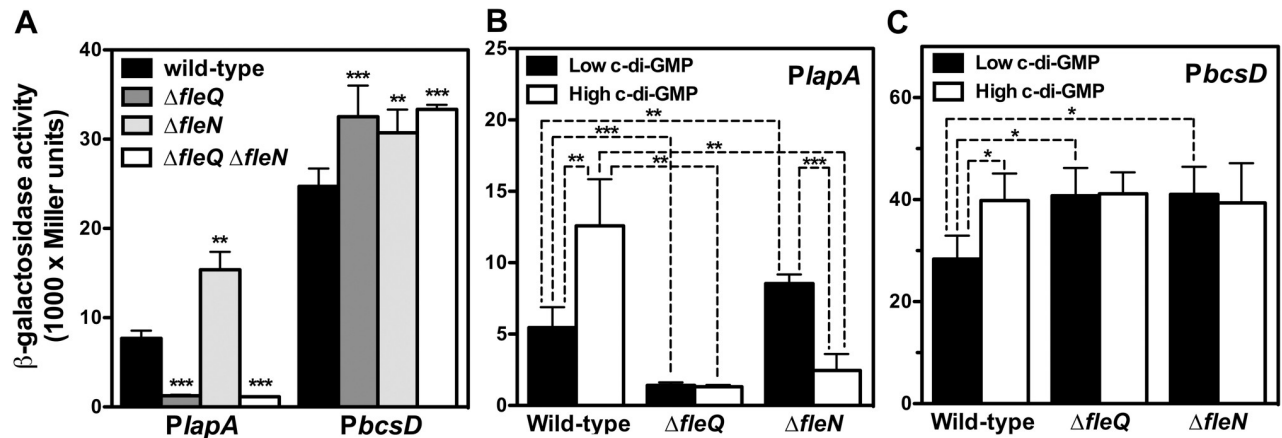 A
β-galactosidase activity
(1000 x Miller units)
40
30
20
10
0
wild-type
ΔfleQ
ΔfleN
ΔfleQ ΔfleN
***
**
***
***
**
***
PlapA
PbcsD
B
25
20
15
10
5
0
Low c-di-GMP
High c-di-GMP
PlapA
**
***
**
**
**
***
Wild-type
ΔfleQ
ΔfleN
C
60
40
20
0
Low c-di-GMP
High c-di-GMP
PbcsD
*
*
*
Wild-type
ΔfleQ
ΔfleN